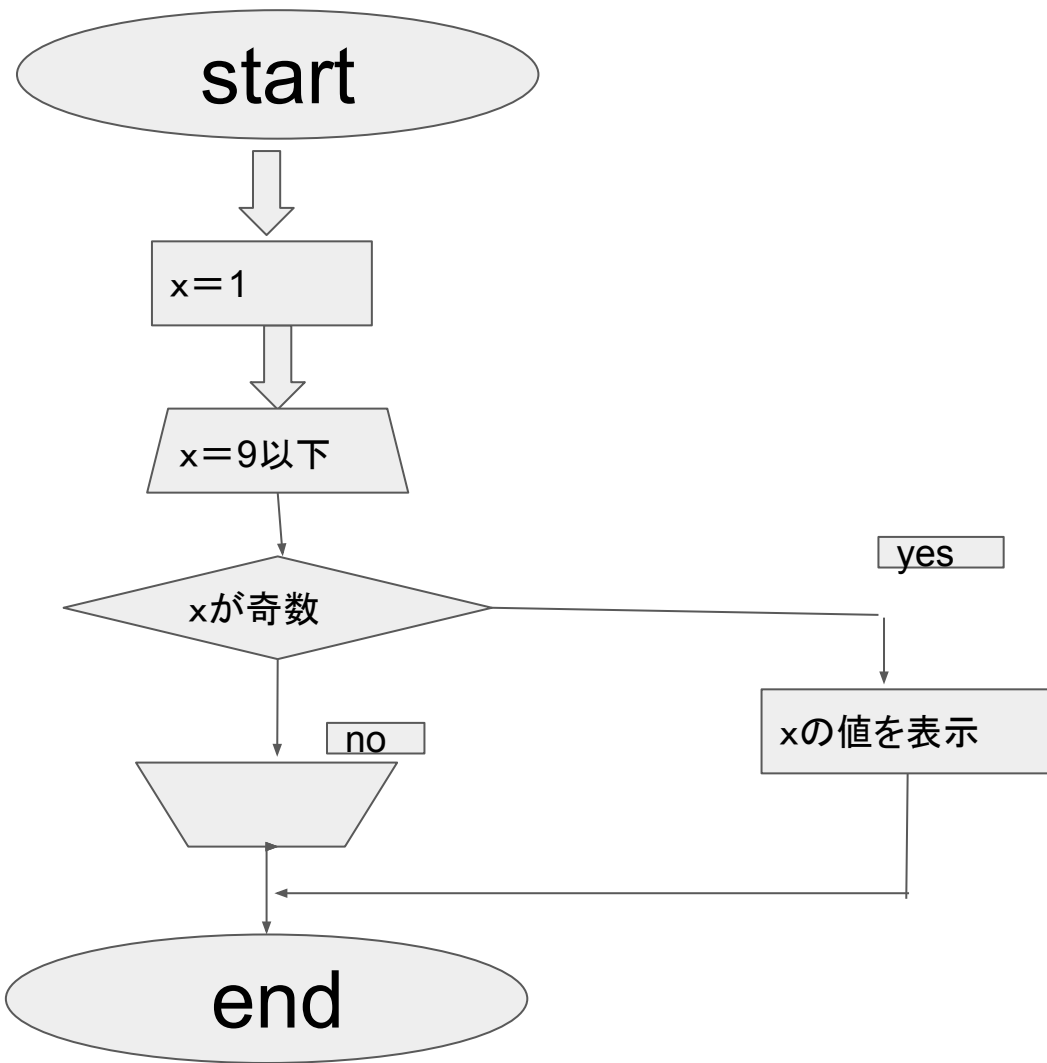 start
x＝1
x＝9以下
xが奇数
yes
no
xの値を表示
end